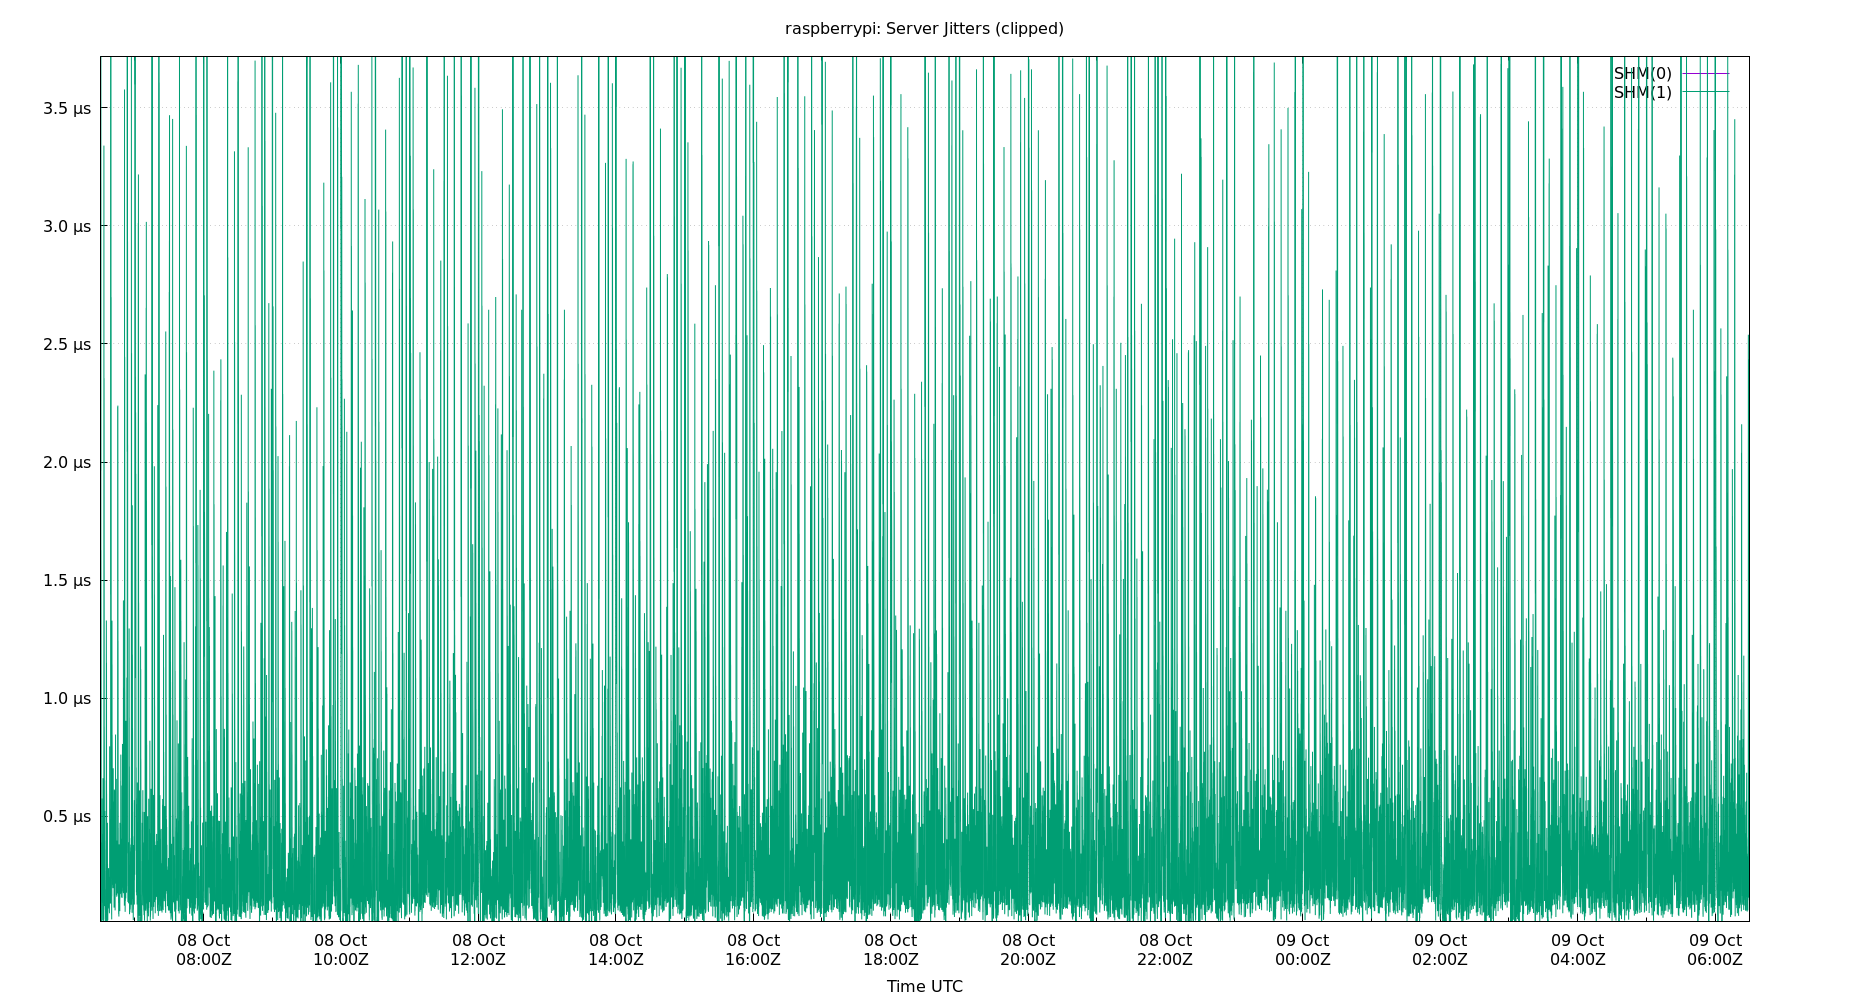 raspberrypi: Server Jitters (clipped)
SHM(0)
SHM(1)
3.5 µs
3.0 µs
2.5 µs
2.0 µs
1.5 µs
1.0 µs
0.5 µs
08 Oct 08 Oct 08 Oct 08 Oct 08 Oct 08 Oct 08 Oct 08 Oct 09 Oct 09 Oct 09 Oct 09 Oct
08:00Z 10:00Z 12:00Z 14:00Z 16:00Z 18:00Z 20:00Z 22:00Z 00:00Z 02:00Z 04:00Z 06:00Z
Time UTC